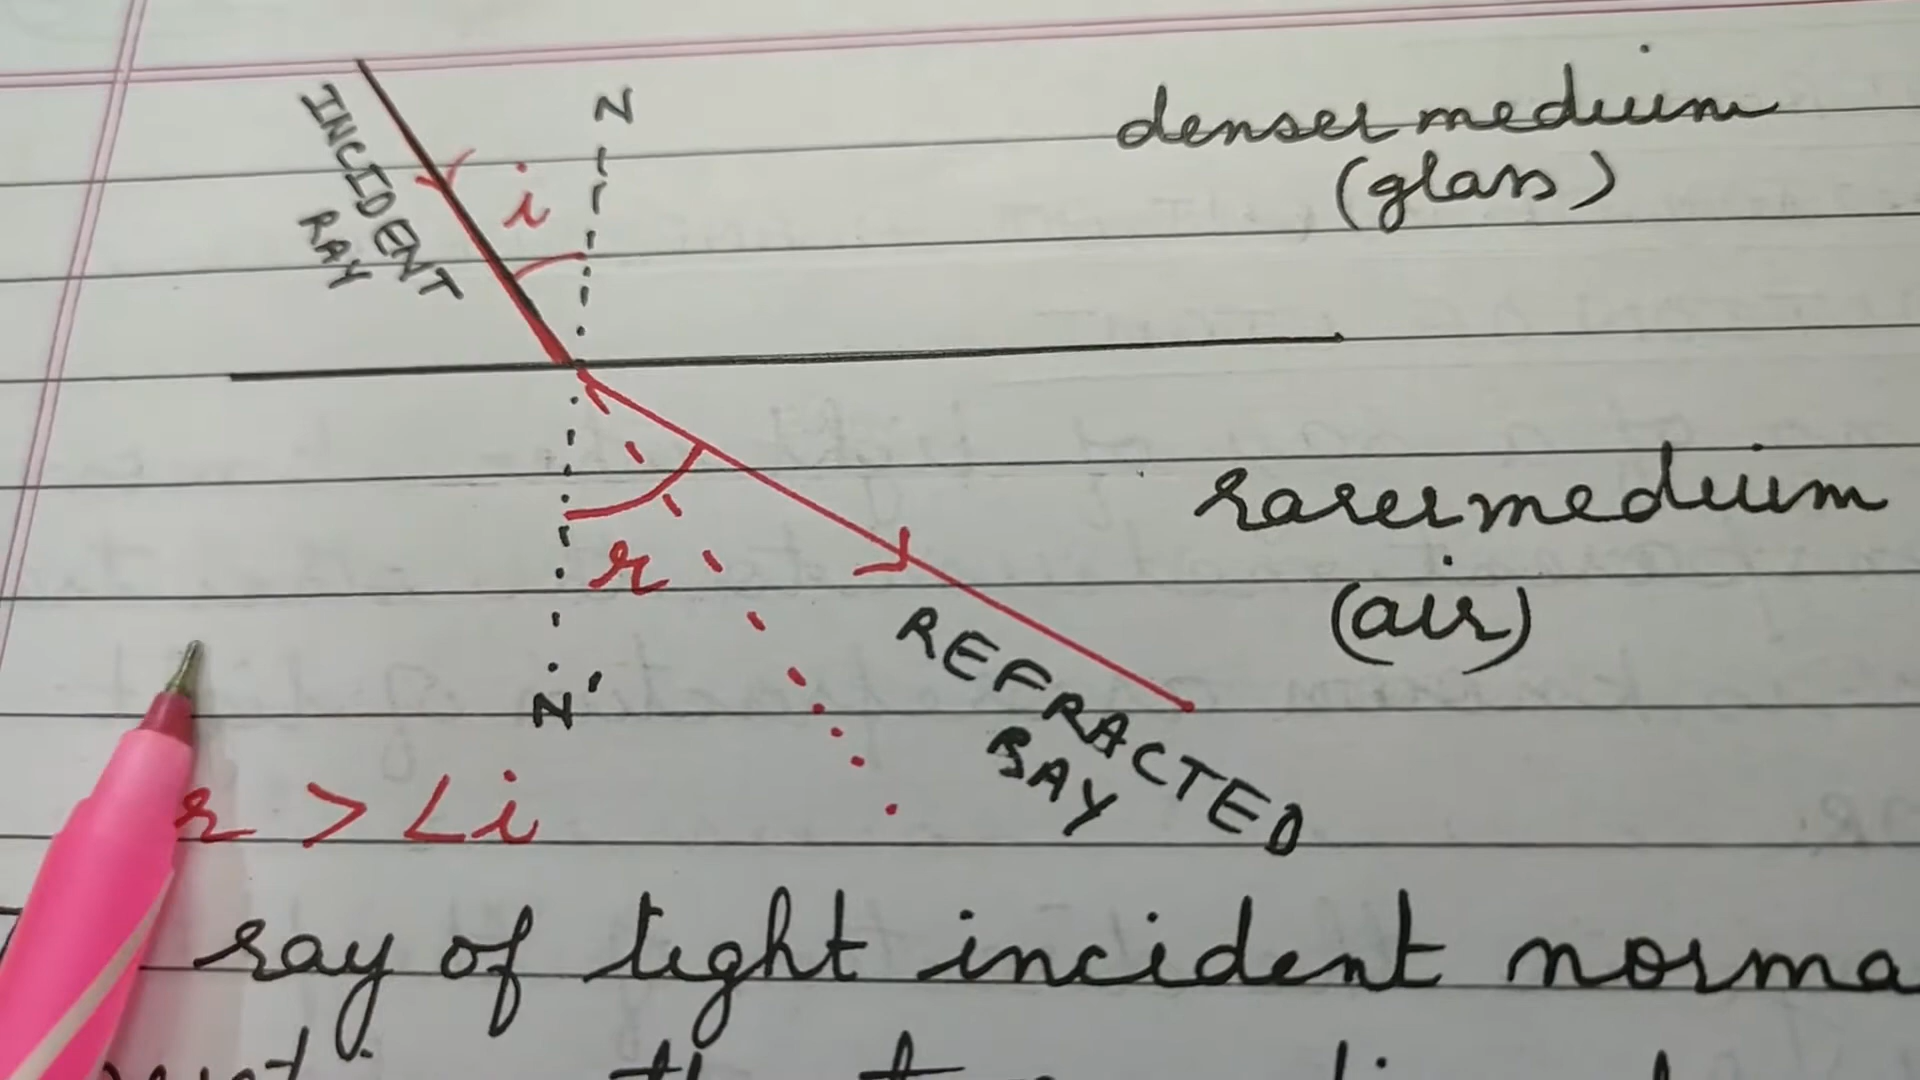 N
INCIDENT
RAY
i
denser medium
(glass)
rarer medium
(air)
r
N'
REFRACTED
RAY
r > ∠i
ray of light incident norma